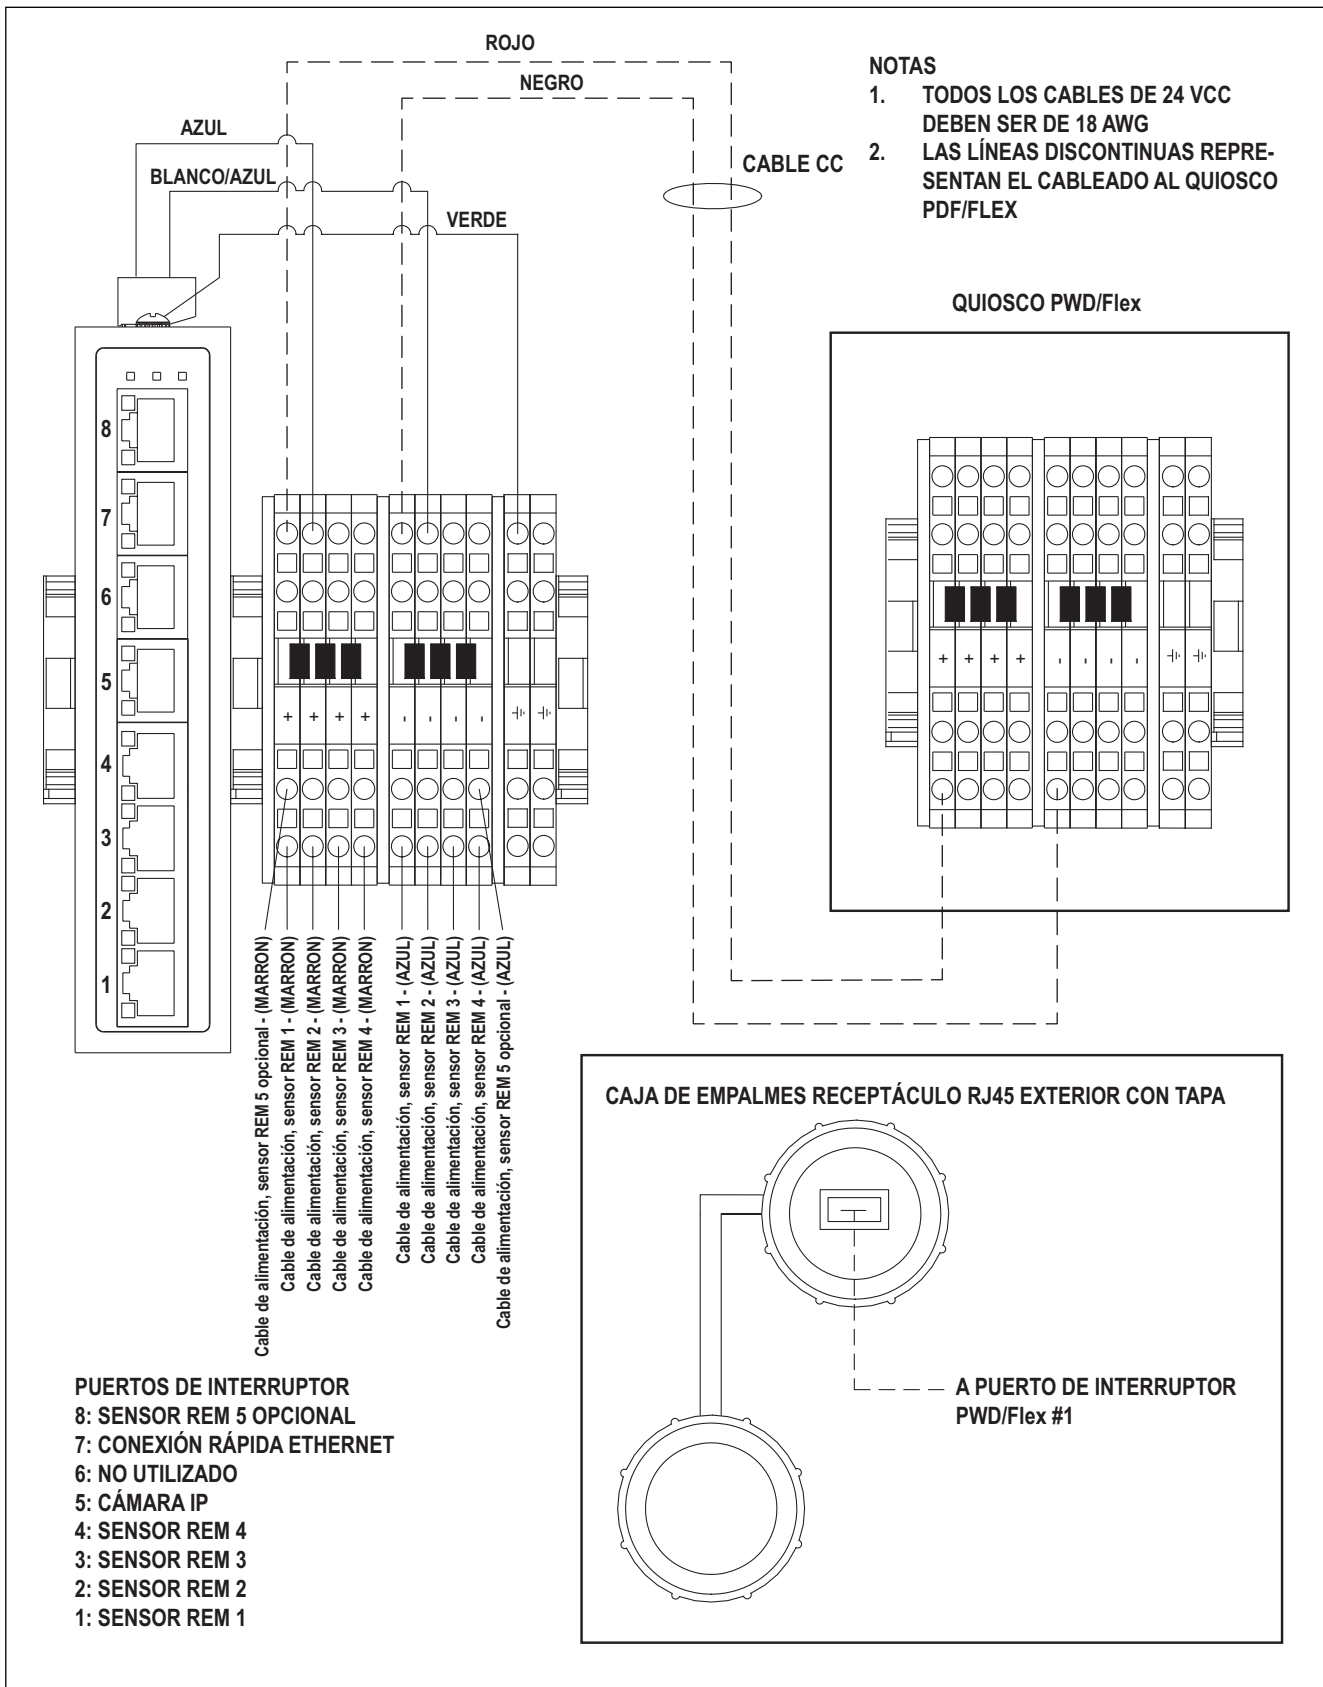 ROJO
NEGRO
AZUL
BLANCO/AZUL
VERDE
CABLE CC
NOTAS
1. TODOS LOS CABLES DE 24 VCC
DEBEN SER DE 18 AWG
2. LAS LÍNEAS DISCONTINUAS REPRE-
SENTAN EL CABLEADO AL QUIOSCO
PDF/FLEX
QUIOSCO PWD/Flex
8
7
6
5
4
3
2
1
+ + + + - - - -
+ + + + - - - -
Cable de alimentación, sensor REM 5 opcional - (MARRON)
Cable de alimentación, sensor REM 1 - (MARRON)
Cable de alimentación, sensor REM 2 - (MARRON)
Cable de alimentación, sensor REM 3 - (MARRON)
Cable de alimentación, sensor REM 4 - (MARRON)
Cable de alimentación, sensor REM 1 - (AZUL)
Cable de alimentación, sensor REM 2 - (AZUL)
Cable de alimentación, sensor REM 3 - (AZUL)
Cable de alimentación, sensor REM 4 - (AZUL)
Cable de alimentación, sensor REM 5 opcional - (AZUL)
CAJA DE EMPALMES RECEPTÁCULO RJ45 EXTERIOR CON TAPA
A PUERTO DE INTERRUPTOR
PWD/Flex #1
PUERTOS DE INTERRUPTOR
8: SENSOR REM 5 OPCIONAL
7: CONEXIÓN RÁPIDA ETHERNET
6: NO UTILIZADO
5: CÁMARA IP
4: SENSOR REM 4
3: SENSOR REM 3
2: SENSOR REM 2
1: SENSOR REM 1